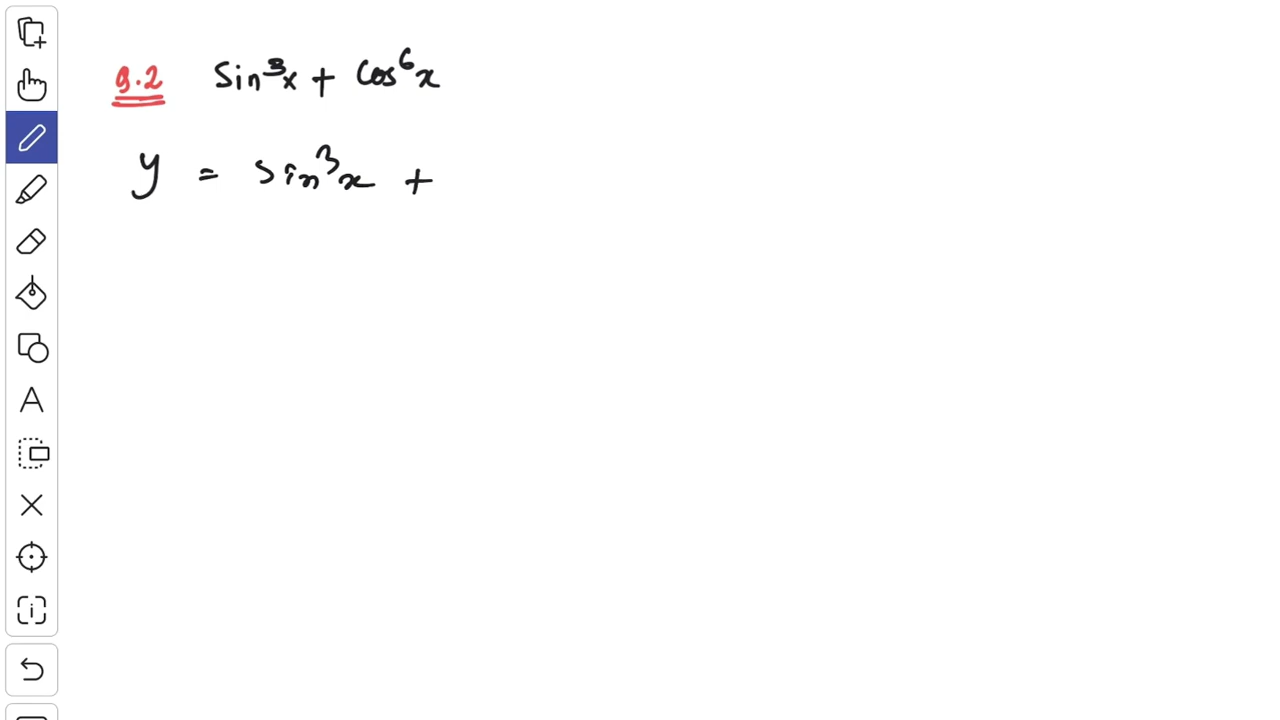 Q.2 Sin³x + Cos⁶x
y = sin³x +